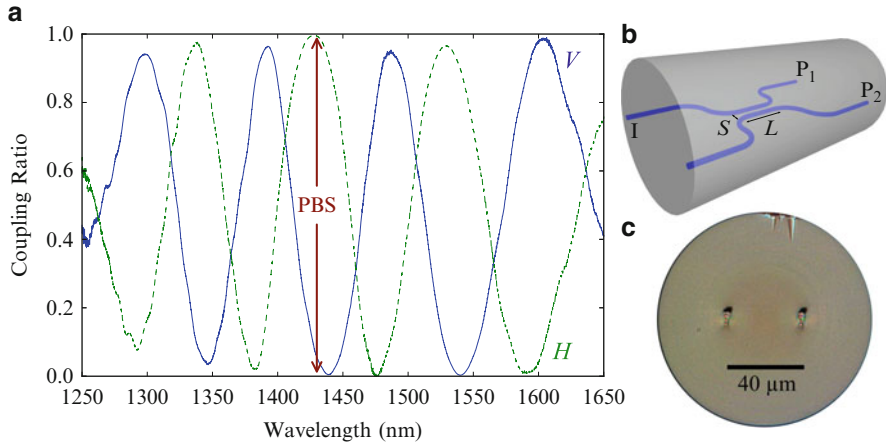 a
Coupling Ratio
1.0
0.8
0.6
0.4
0.2
0.0
V
PBS
H
1250 1300 1350 1400 1450 1500 1550 1600 1650
Wavelength (nm)
b
P1
P2
S
L
I
c
40 µm